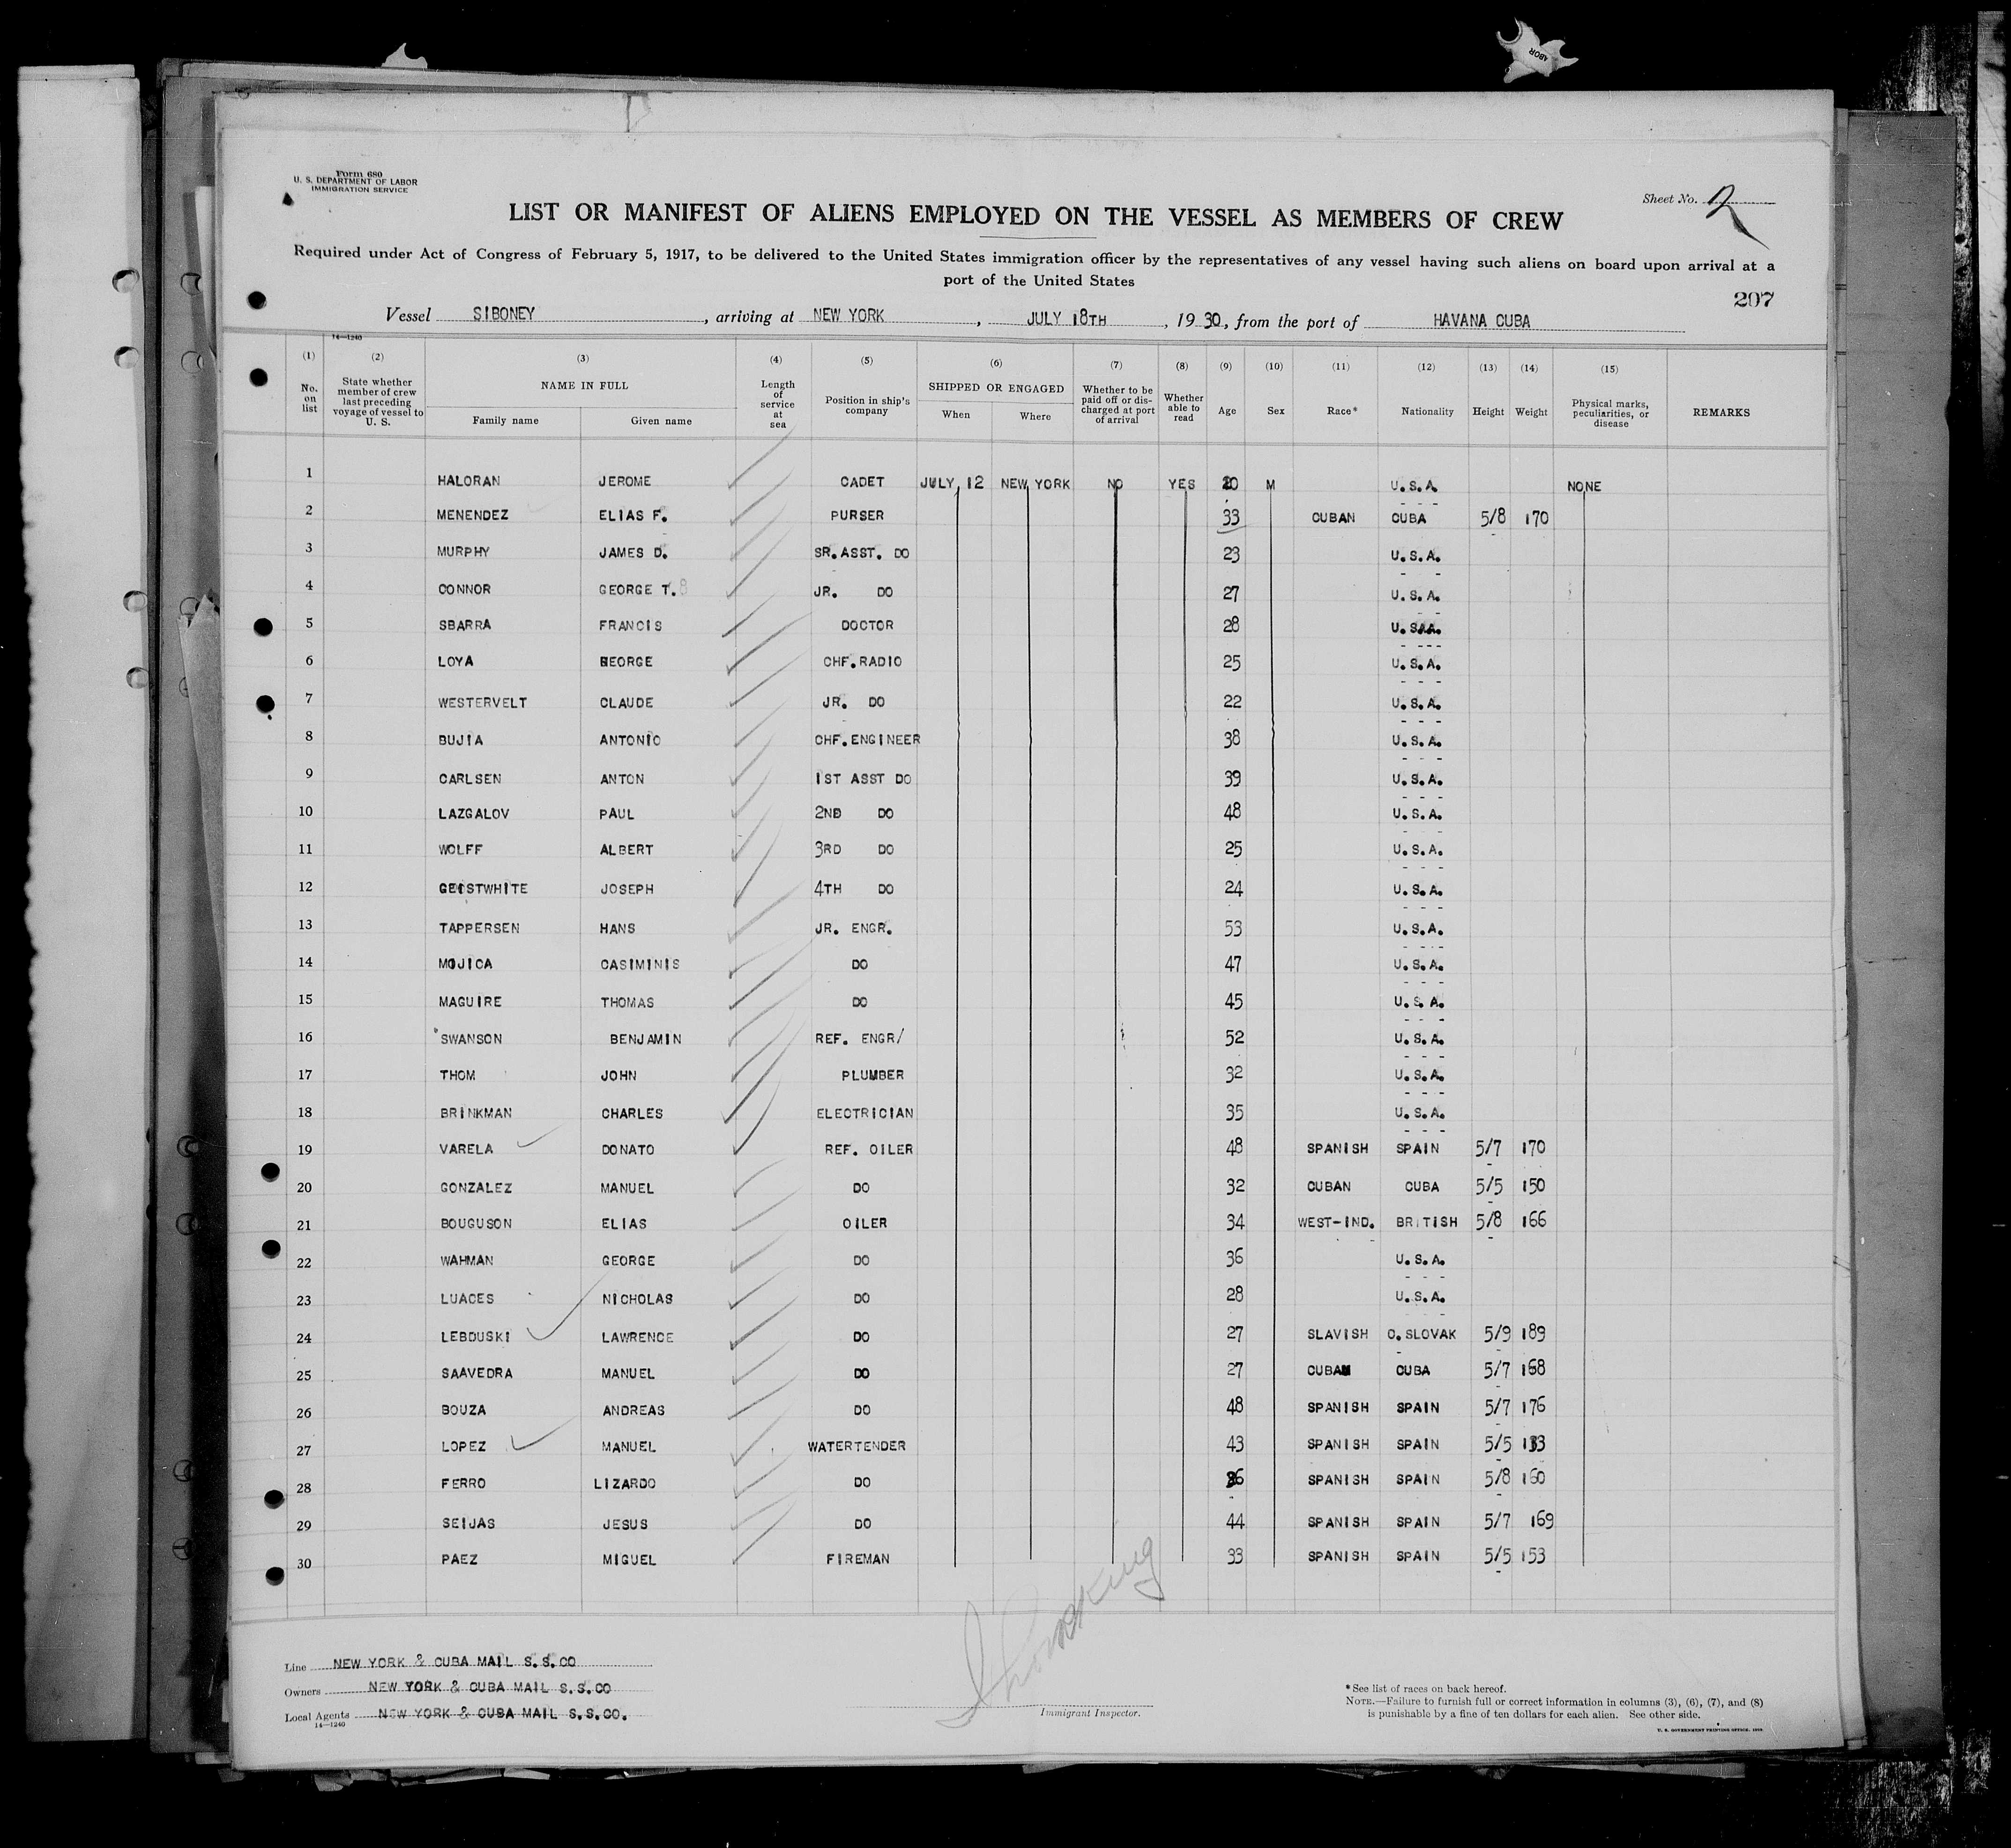 LABOR
Form 680
U. S. DEPARTMENT OF LABOR
IMMIGRATION SERVICE
Sheet No. 2
LIST OR MANIFEST OF ALIENS EMPLOYED ON THE VESSEL AS MEMBERS OF CREW
Required under Act of Congress of February 5, 1917, to be delivered to the United States immigration officer by the representatives of any vessel having such aliens on board upon arrival at a
port of the United States
207
Vessel SIBONEY, arriving at NEW YORK, JULY 18TH, 1930, from the port of HAVANA CUBA
14—1240
(1) (2) (3) (4) (5) (6) (7) (8) (9) (10) (11) (12) (13) (14) (15)
No. on list State whether member of crew last preceding voyage of vessel to U. S. NAME IN FULL Family name Given name Length of service at sea Position in ship's company SHIPPED OR ENGAGED When Where Whether to be paid off or discharged at port of arrival Whether able to read Age Sex Race* Nationality Height Weight Physical marks, peculiarities, or disease REMARKS
1 HALORAN JEROME CADET JULY 12 NEW YORK NO YES 20 M U.S.A. NONE
2 MENENDEZ ELIAS F. PURSER 33 CUBAN CUBA 5/8 170
3 MURPHY JAMES D. SR.ASST. DO 23 U.S.A.
4 CONNOR GEORGE T. JR. DO 27 U.S.A.
5 SBARRA FRANCIS DOCTOR 28 U.S.A.
6 LOYA GEORGE CHF.RADIO 25 U.S.A.
7 WESTERVELT CLAUDE JR. DO 22 U.S.A.
8 BUJIA ANTONIO CHF.ENGINEER 38 U.S.A.
9 CARLSEN ANTON 1ST ASST DO 39 U.S.A.
10 LAZGALOV PAUL 2ND DO 48 U.S.A.
11 WOLFF ALBERT 3RD DO 25 U.S.A.
12 GEISTWHITE JOSEPH 4TH DO 24 U.S.A.
13 TAPPERSEN HANS JR. ENGR. 53 U.S.A.
14 MOJICA CASIMINIS DO 47 U.S.A.
15 MAGUIRE THOMAS DO 45 U.S.A.
16 SWANSON BENJAMIN REF. ENGR/ 52 U.S.A.
17 THOM JOHN PLUMBER 32 U.S.A.
18 BRINKMAN CHARLES ELECTRICIAN 35 U.S.A.
19 VARELA DONATO REF. OILER 48 SPANISH SPAIN 5/7 170
20 GONZALEZ MANUEL DO 32 CUBAN CUBA 5/5 150
21 BOUGUSON ELIAS OILER 34 WEST-IND. BRITISH 5/8 166
22 WAHMAN GEORGE DO 36 U.S.A.
23 LUACES NICHOLAS DO 28 U.S.A.
24 LEBDUSKI LAWRENCE DO 27 SLAVISH C.SLOVAK 5/9 189
25 SAAVEDRA MANUEL DO 27 CUBAN CUBA 5/7 168
26 BOUZA ANDREAS DO 48 SPANISH SPAIN 5/7 176
27 LOPEZ MANUEL WATERTENDER 43 SPANISH SPAIN 5/5 133
28 FERRO LIZARDO DO 36 SPANISH SPAIN 5/8 160
29 SEIJAS JESUS DO 44 SPANISH SPAIN 5/7 169
30 PAEZ MIGUEL FIREMAN 33 SPANISH SPAIN 5/5 153
Line NEW YORK & CUBA MAIL S.S.CO
Owners NEW YORK & CUBA MAIL S.S.CO
Local Agents NEW YORK & CUBA MAIL S.S.CO.
14—1240
Immigrant Inspector.
*See list of races on back hereof.
NOTE.—Failure to furnish full or correct information in columns (3), (6), (7), and (8)
is punishable by a fine of ten dollars for each alien. See other side.